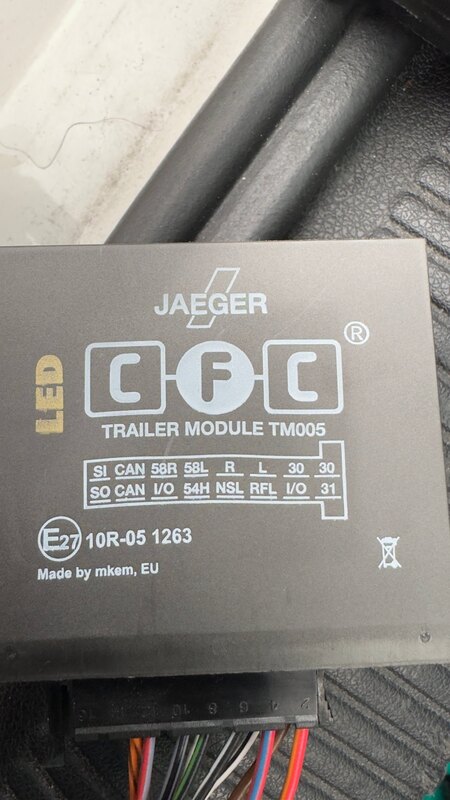 JAEGER
®
LED
C F C
TRAILER MODULE TM005
SI CAN 58R 58L R L 30 30
SO CAN I/O 54H NSL RFL I/O 31
E27 10R-05 1263
Made by mkem, EU